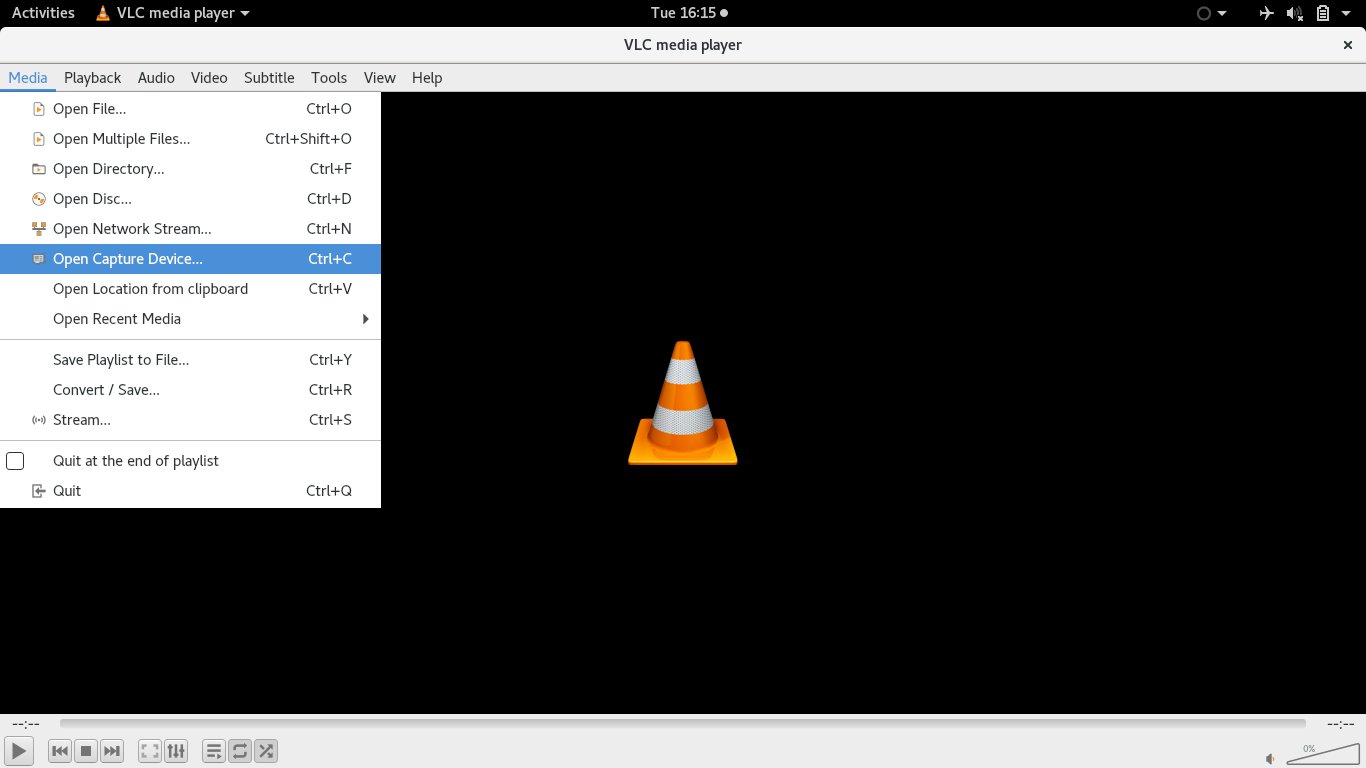 Activities VLC media player Tue 16:15
VLC media player
Media Playback Audio Video Subtitle Tools View Help
Open File... Ctrl+O
Open Multiple Files... Ctrl+Shift+O
Open Directory... Ctrl+F
Open Disc... Ctrl+D
Open Network Stream... Ctrl+N
Open Capture Device... Ctrl+C
Open Location from clipboard Ctrl+V
Open Recent Media
Save Playlist to File... Ctrl+Y
Convert / Save... Ctrl+R
Stream... Ctrl+S
Quit at the end of playlist
Quit Ctrl+Q
--:-- --:--
0%